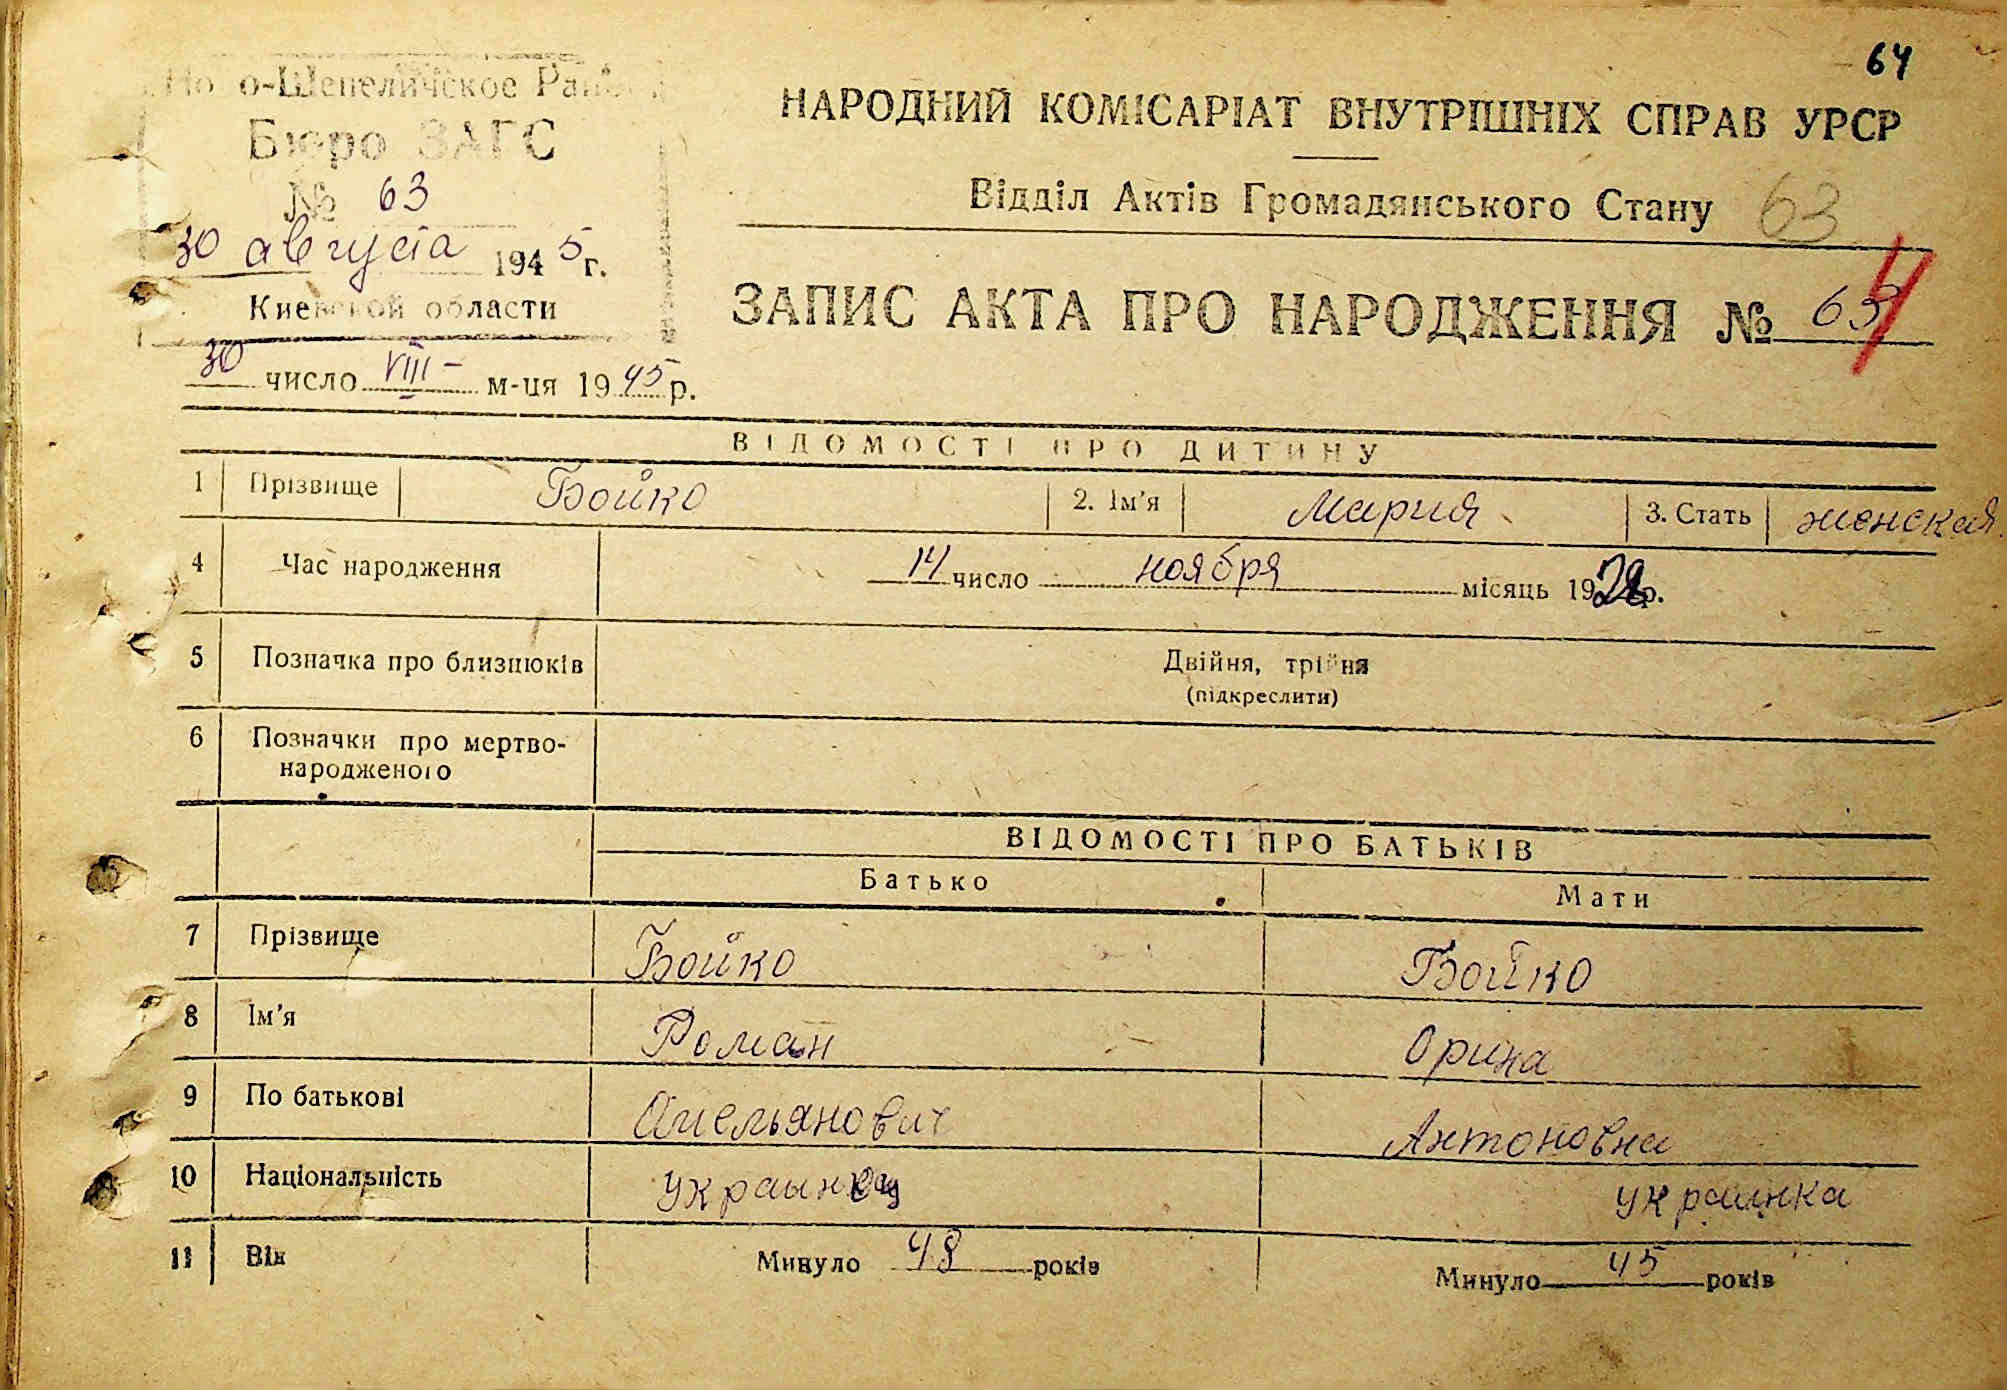 64
Ново-Шепеличское Рай
Бюро ЗАГС
№ 63
30 августа 1945 г.
Киевской области
30 число VIII- м-ця 1945 р.
НАРОДНИЙ КОМІСАРІАТ ВНУТРІШНІХ СПРАВ УРСР
Відділ Актів Громадянського Стану 63
ЗАПИС АКТА ПРО НАРОДЖЕННЯ № 63
ВІДОМОСТІ ПРО ДИТИНУ
1 Прізвище Бойко 2. Ім'я Мария 3. Стать женская
4 Час народження 14 число ноября місяць 1928 р.
5 Позначка про близнюків Двійня, трійня
(підкреслити)
6 Позначки про мертво-
народженого
ВІДОМОСТІ ПРО БАТЬКІВ
Батько Мати
7 Прізвище Бойко Бойко
8 Ім'я Роман Орина
9 По батькові Амельянович Антоновна
10 Національність украинец украинка
11 Вік Минуло 48 років Минуло 45 років